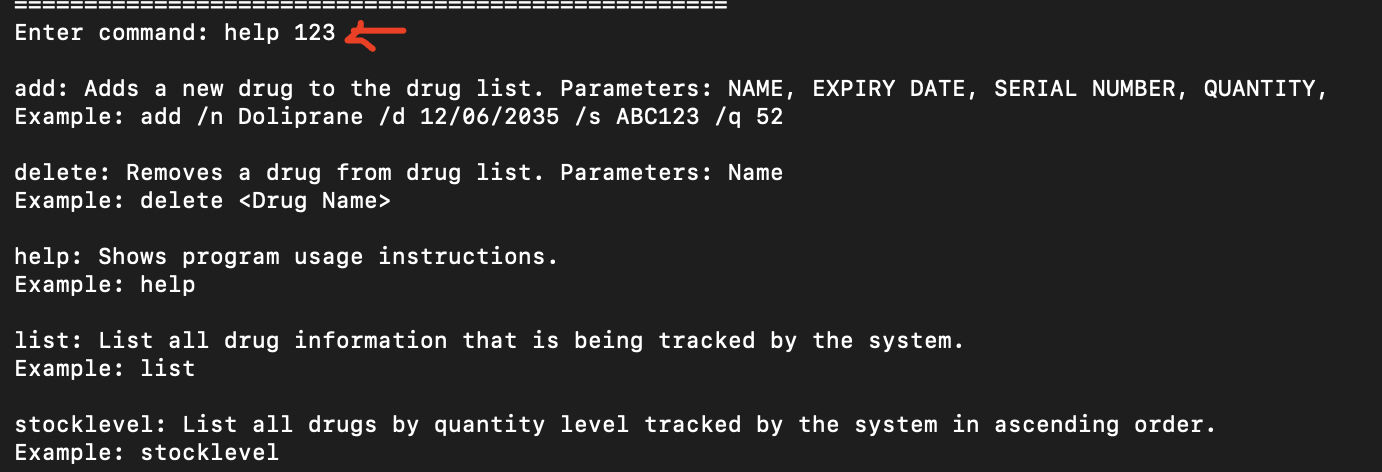 ===================================================
Enter command: help 123
add: Adds a new drug to the drug list. Parameters: NAME, EXPIRY DATE, SERIAL NUMBER, QUANTITY,
Example: add /n Doliprane /d 12/06/2035 /s ABC123 /q 52
delete: Removes a drug from drug list. Parameters: Name
Example: delete <Drug Name>
help: Shows program usage instructions.
Example: help
list: List all drug information that is being tracked by the system.
Example: list
stocklevel: List all drugs by quantity level tracked by the system in ascending order.
Example: stocklevel